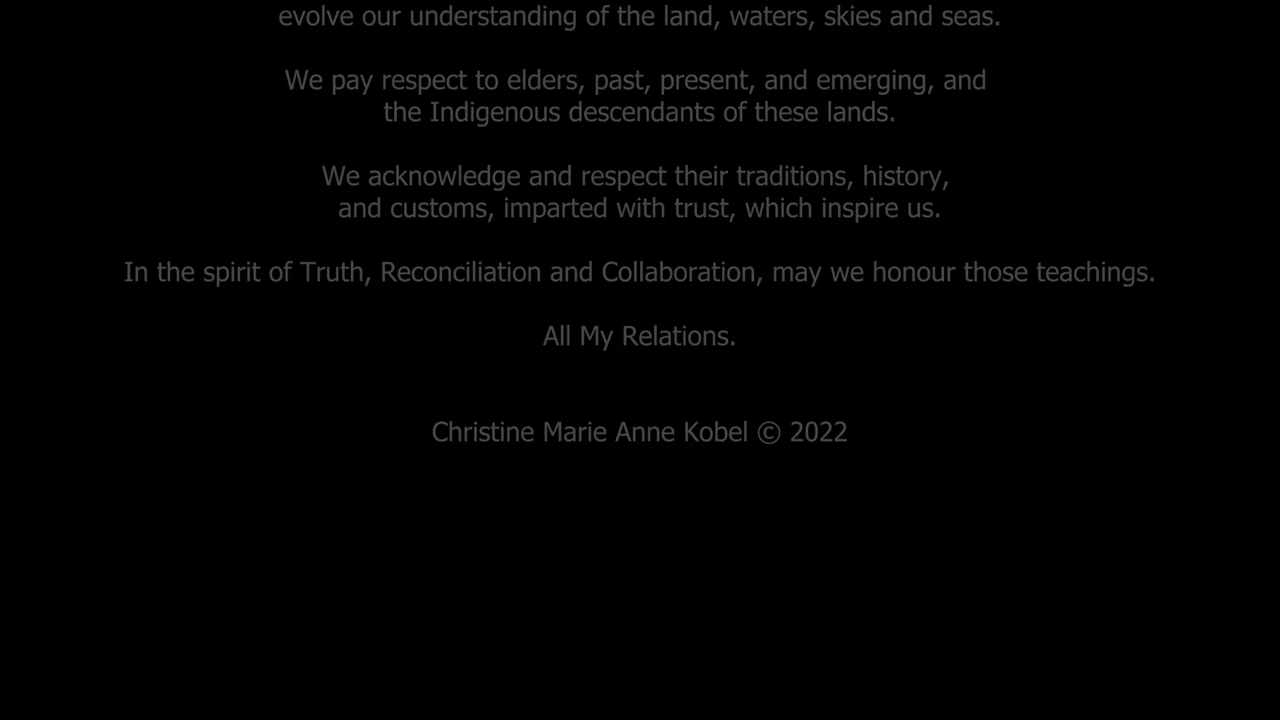 evolve our understanding of the land, waters, skies and seas.
We pay respect to elders, past, present, and emerging, and
the Indigenous descendants of these lands.
We acknowledge and respect their traditions, history,
and customs, imparted with trust, which inspire us.
In the spirit of Truth, Reconciliation and Collaboration, may we honour those teachings.
All My Relations.
Christine Marie Anne Kobel © 2022